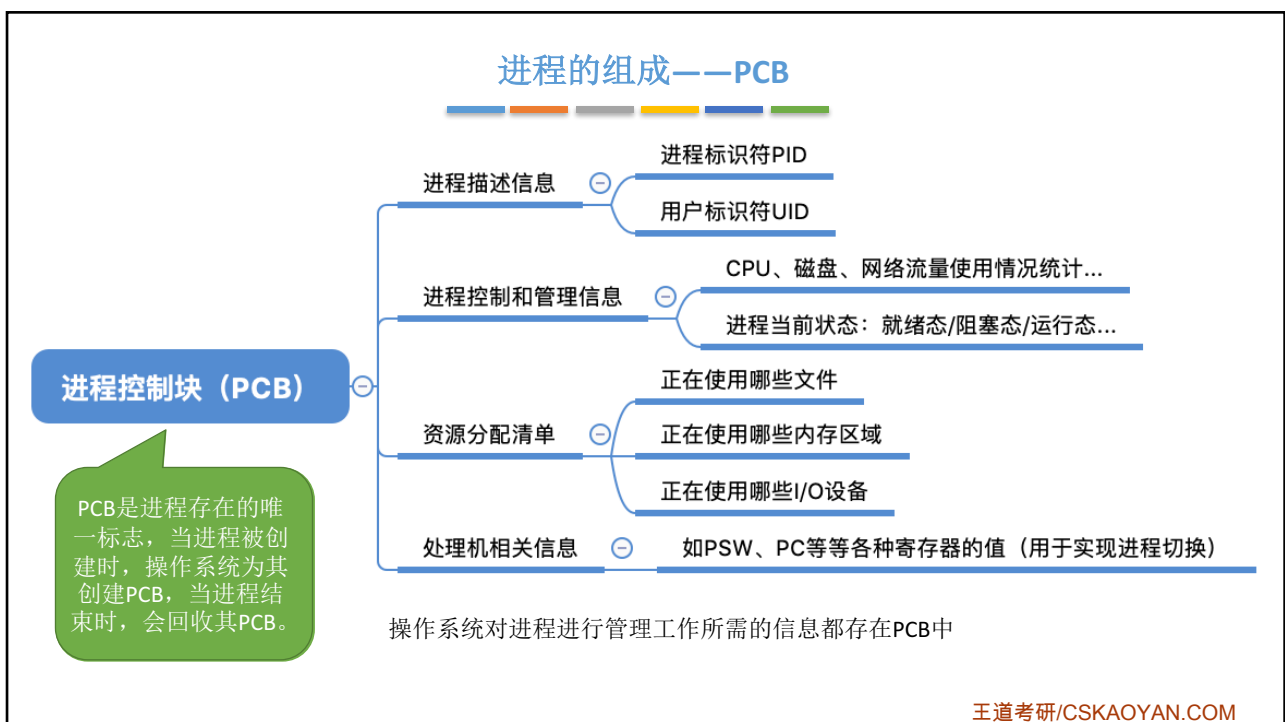 进程的组成——PCB
进程描述信息
进程标识符PID
用户标识符UID
进程控制和管理信息
CPU、磁盘、网络流量使用情况统计...
进程当前状态：就绪态/阻塞态/运行态...
进程控制块（PCB）
资源分配清单
正在使用哪些文件
正在使用哪些内存区域
正在使用哪些I/O设备
处理机相关信息
如PSW、PC等等各种寄存器的值（用于实现进程切换）
PCB是进程存在的唯
一标志，当进程被创
建时，操作系统为其
创建PCB，当进程结
束时，会回收其PCB。
操作系统对进程进行管理工作所需的信息都存在PCB中
王道考研/CSKAOYAN.COM